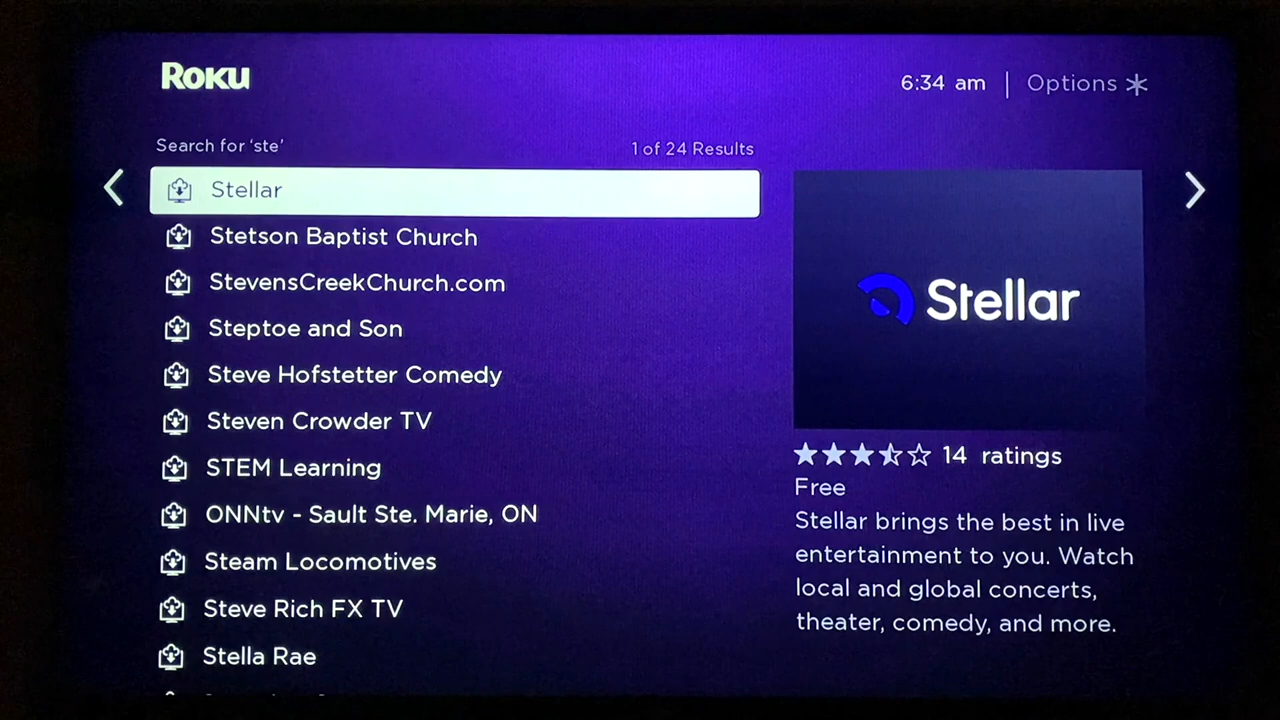 Roku
6:34 am | Options
Search for 'ste'
1 of 24 Results
Stellar
Stetson Baptist Church
StevensCreekChurch.com
Steptoe and Son
Steve Hofstetter Comedy
Steven Crowder TV
STEM Learning
ONNtv - Sault Ste. Marie, ON
Steam Locomotives
Steve Rich FX TV
Stella Rae
Stellar
14 ratings
Free
Stellar brings the best in live
entertainment to you. Watch
local and global concerts,
theater, comedy, and more.